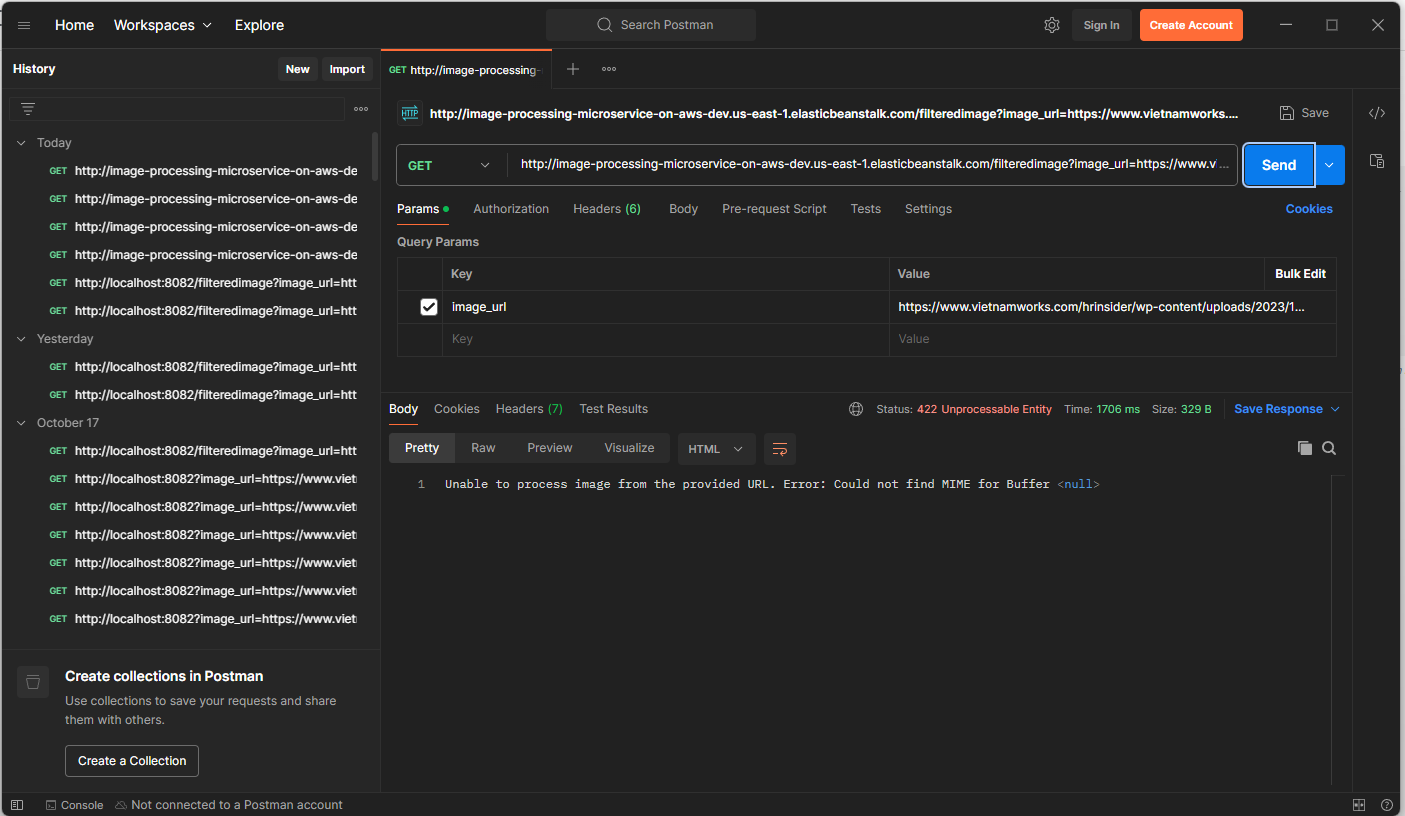 Home Workspaces Explore Search Postman Sign In Create Account
History New Import
GET http://image-processing-
Today
GET http://image-processing-microservice-on-aws-de
GET http://image-processing-microservice-on-aws-de
GET http://image-processing-microservice-on-aws-de
GET http://image-processing-microservice-on-aws-de
GET http://localhost:8082/filteredimage?image_url=htt
GET http://localhost:8082/filteredimage?image_url=htt
Yesterday
GET http://localhost:8082/filteredimage?image_url=htt
GET http://localhost:8082/filteredimage?image_url=htt
October 17
GET http://localhost:8082/filteredimage?image_url=htt
GET http://localhost:8082?image_url=https://www.viet
GET http://localhost:8082?image_url=https://www.viet
GET http://localhost:8082?image_url=https://www.viet
GET http://localhost:8082?image_url=https://www.viet
GET http://localhost:8082?image_url=https://www.viet
GET http://localhost:8082?image_url=https://www.viet
Create collections in Postman
Use collections to save your requests and share
them with others.
Create a Collection
HTTP http://image-processing-microservice-on-aws-dev.us-east-1.elasticbeanstalk.com/filteredimage?image_url=https://www.vietnamworks.... Save
GET http://image-processing-microservice-on-aws-dev.us-east-1.elasticbeanstalk.com/filteredimage?image_url=https://www.v... Send
Params Authorization Headers (6) Body Pre-request Script Tests Settings Cookies
Query Params
Key Value Bulk Edit
image_url https://www.vietnamworks.com/hrinsider/wp-content/uploads/2023/1...
Key Value
Body Cookies Headers (7) Test Results Status: 422 Unprocessable Entity Time: 1706 ms Size: 329 B Save Response
Pretty Raw Preview Visualize HTML
1 Unable to process image from the provided URL. Error: Could not find MIME for Buffer <null>
Console Not connected to a Postman account